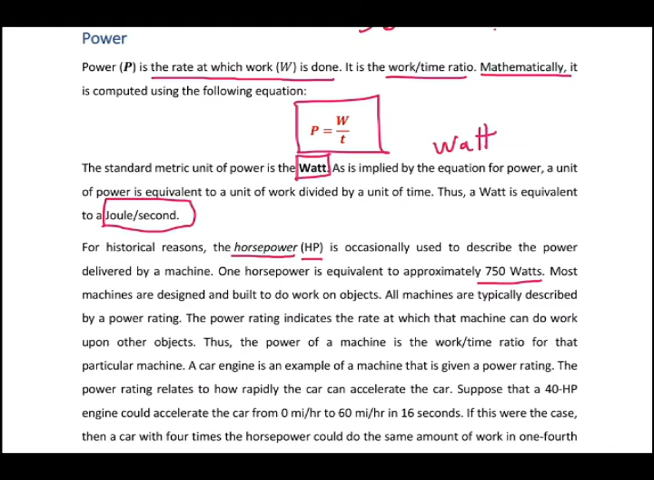 Power
Power (P) is the rate at which work (W) is done. It is the work/time ratio. Mathematically, it
is computed using the following equation:
P = W/t
Watt
The standard metric unit of power is the Watt. As is implied by the equation for power, a unit
of power is equivalent to a unit of work divided by a unit of time. Thus, a Watt is equivalent
to a Joule/second.
For historical reasons, the horsepower (HP) is occasionally used to describe the power
delivered by a machine. One horsepower is equivalent to approximately 750 Watts. Most
machines are designed and built to do work on objects. All machines are typically described
by a power rating. The power rating indicates the rate at which that machine can do work
upon other objects. Thus, the power of a machine is the work/time ratio for that
particular machine. A car engine is an example of a machine that is given a power rating. The
power rating relates to how rapidly the car can accelerate the car. Suppose that a 40-HP
engine could accelerate the car from 0 mi/hr to 60 mi/hr in 16 seconds. If this were the case,
then a car with four times the horsepower could do the same amount of work in one-fourth